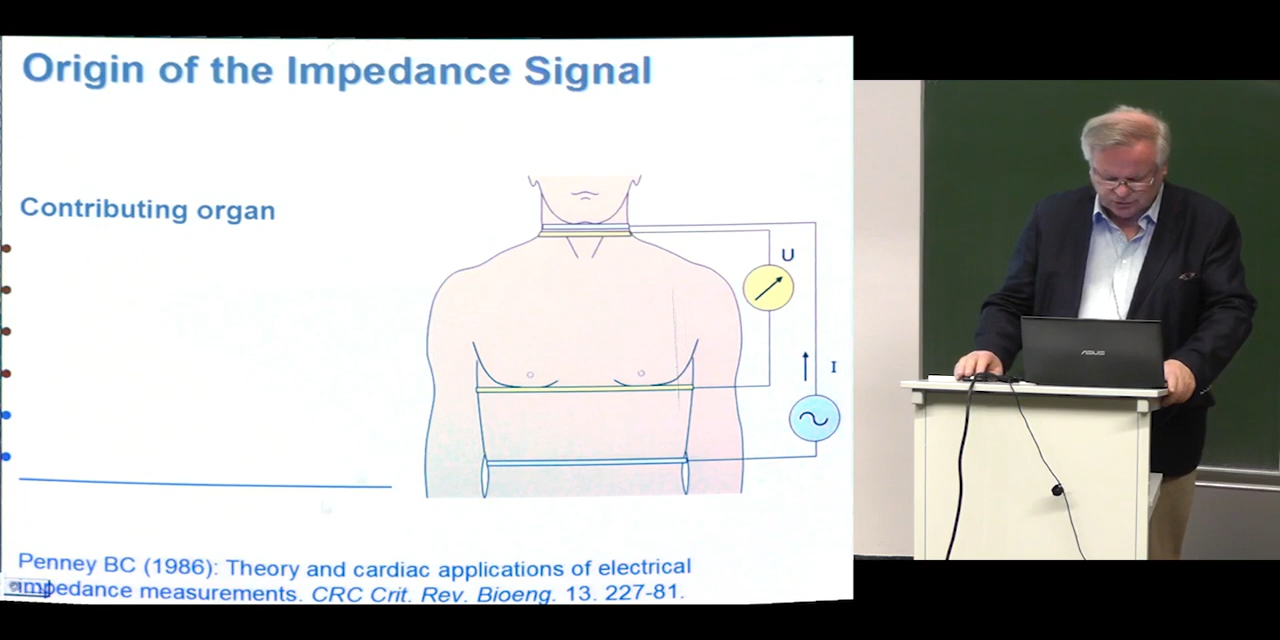 Origin of the Impedance Signal
Contributing organ
U
I
Penney BC (1986): Theory and cardiac applications of electrical
impedance measurements. CRC Crit. Rev. Bioeng. 13. 227-81.
ASUS